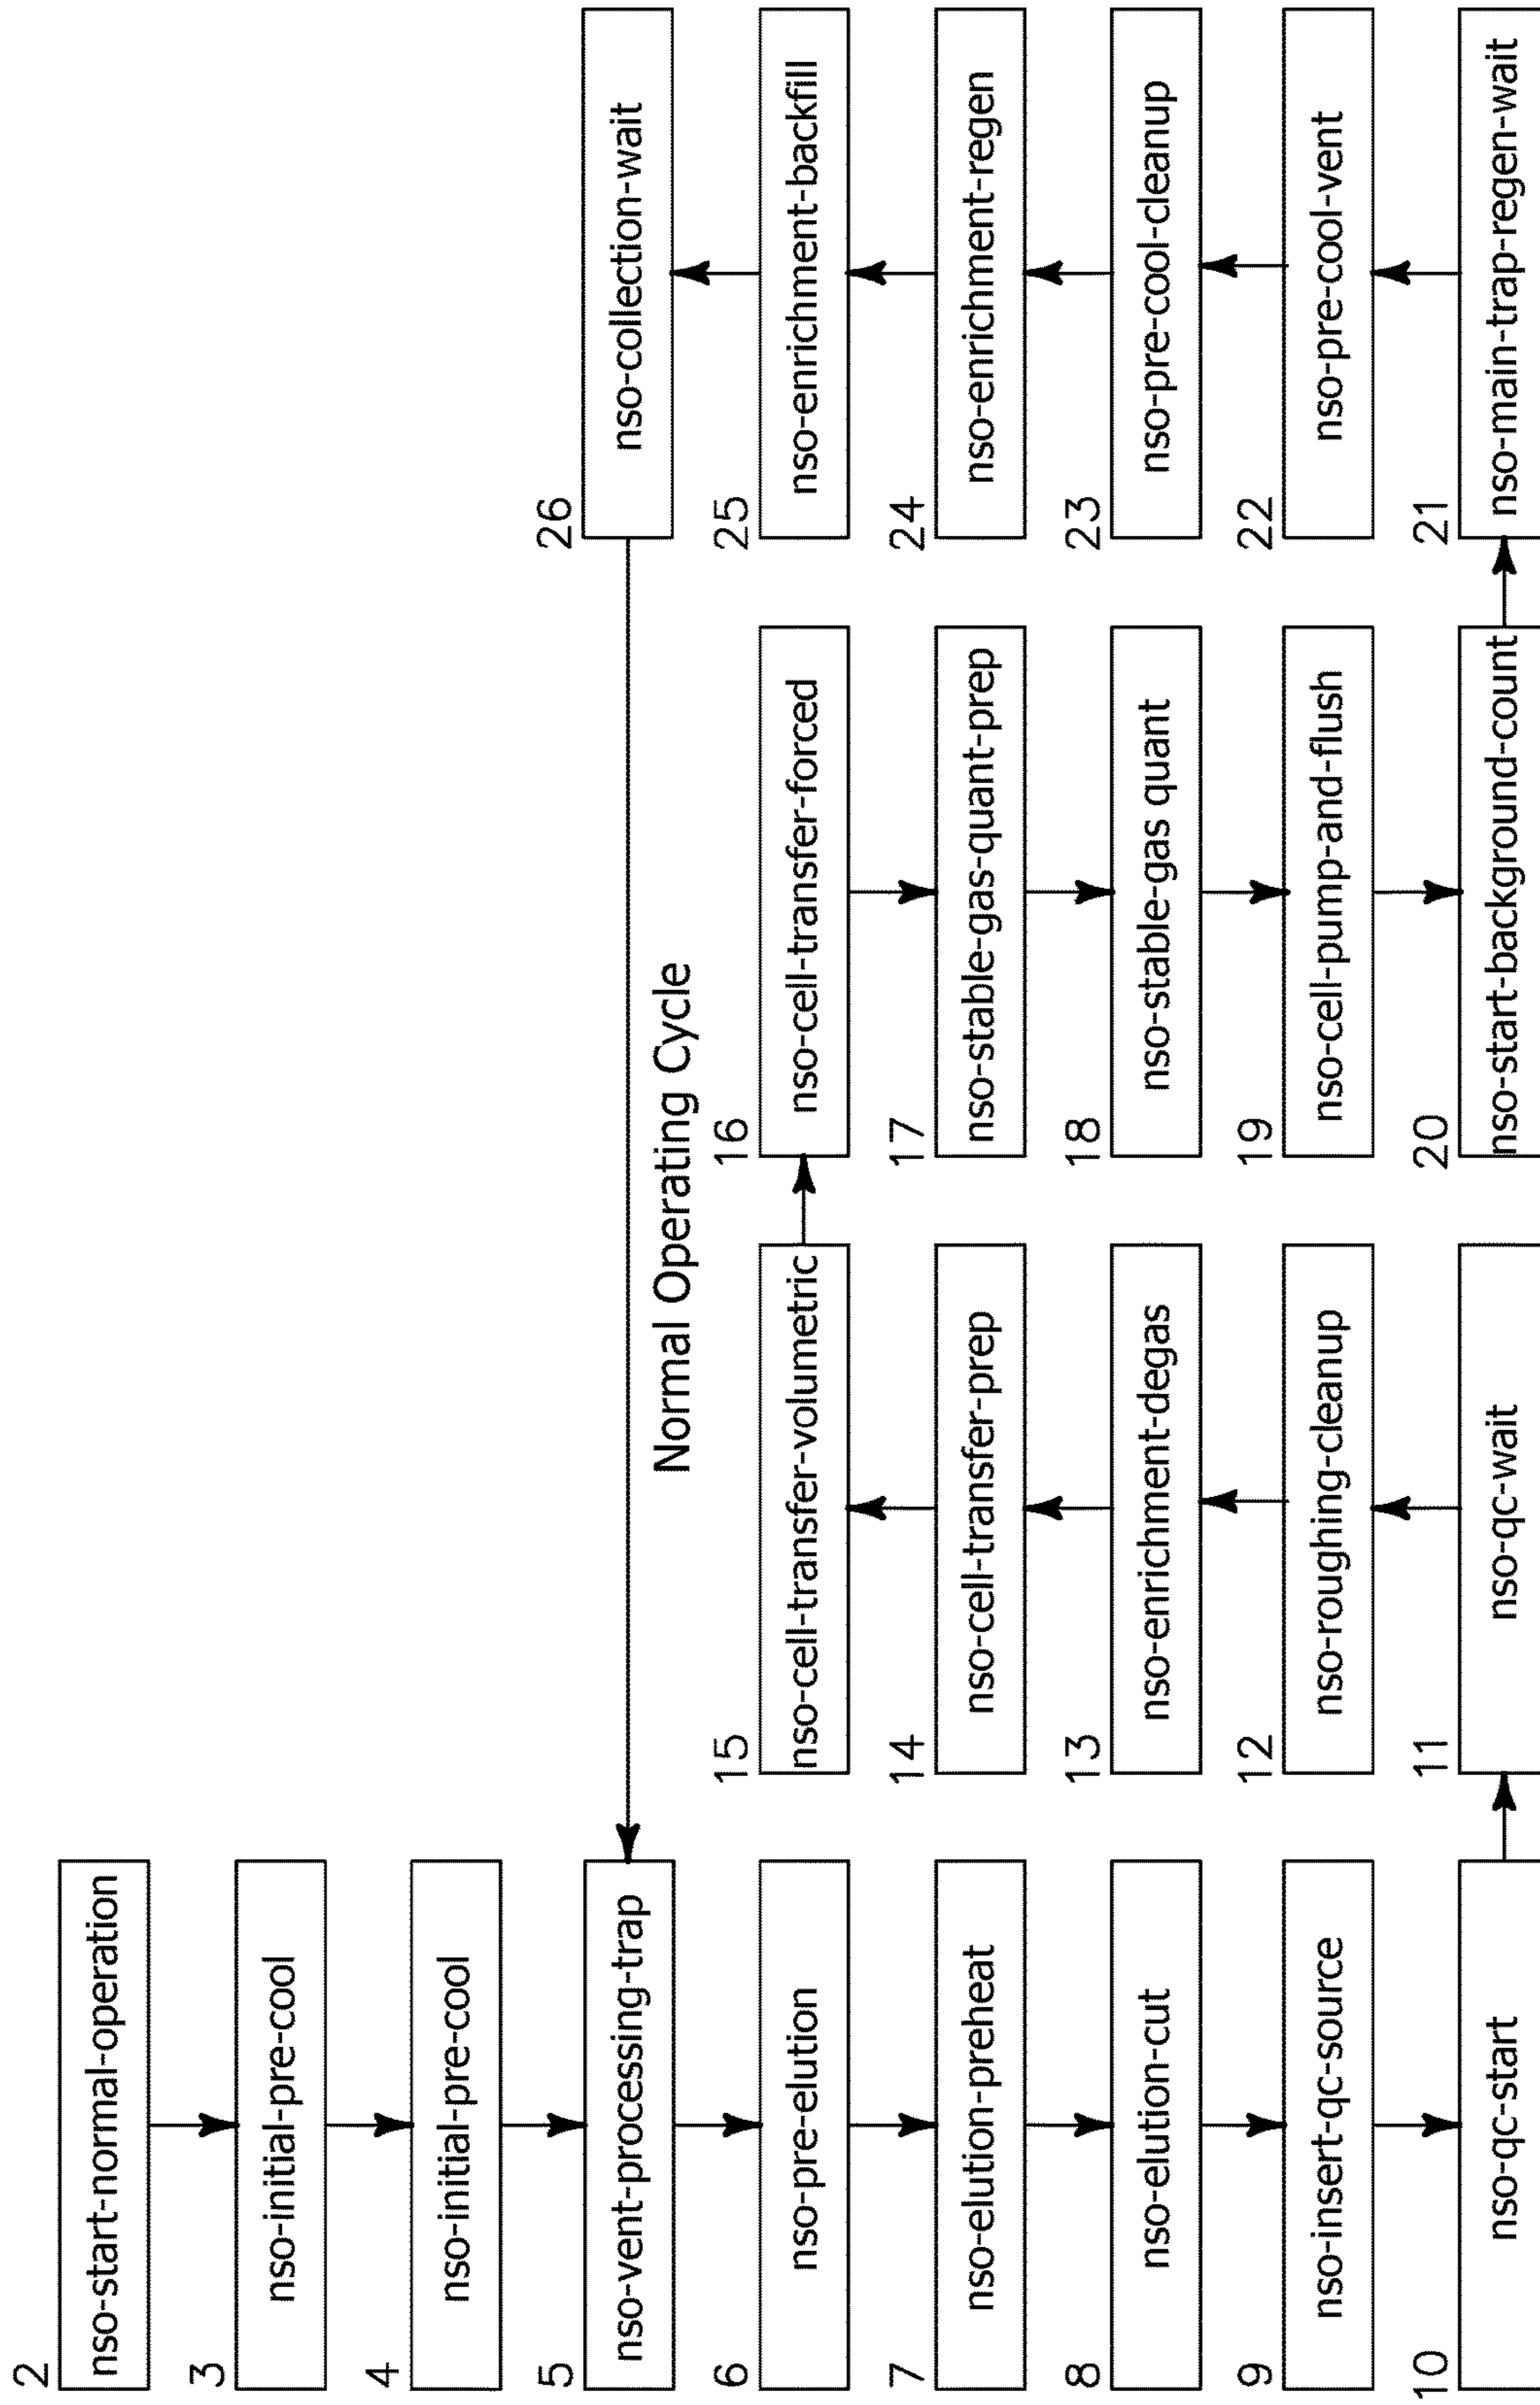 2
nso-start-normal-operation
3
nso-initial-pre-cool
4
nso-initial-pre-cool
5
nso-vent-processing-trap
6
nso-pre-elution
7
nso-elution-preheat
8
nso-elution-cut
9
nso-insert-qc-source
10
nso-qc-start
11
nso-qc-wait
12
nso-roughing-cleanup
13
nso-enrichment-degas
14
nso-cell-transfer-prep
15
nso-cell-transfer-volumetric
16
nso-cell-transfer-forced
17
nso-stable-gas-quant-prep
18
nso-stable-gas quant
19
nso-cell-pump-and-flush
20
nso-start-background-count
21
nso-main-trap-regen-wait
22
nso-pre-cool-vent
23
nso-pre-cool-cleanup
24
nso-enrichment-regen
25
nso-enrichment-backfill
26
nso-collection-wait
Normal Operating Cycle